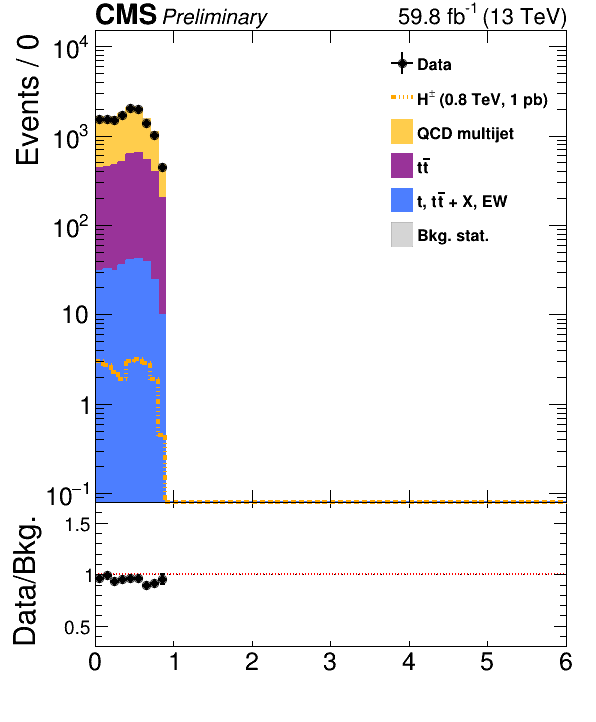 CMS Preliminary 59.8 fb⁻¹ (13 TeV)
Events / 0
10⁴
10³
10²
10
1
10⁻¹
Data
H± (0.8 TeV, 1 pb)
QCD multijet
tt̄
t, tt̄ + X, EW
Bkg. stat.
Data/Bkg.
1.5
1
0.5
0 1 2 3 4 5 6